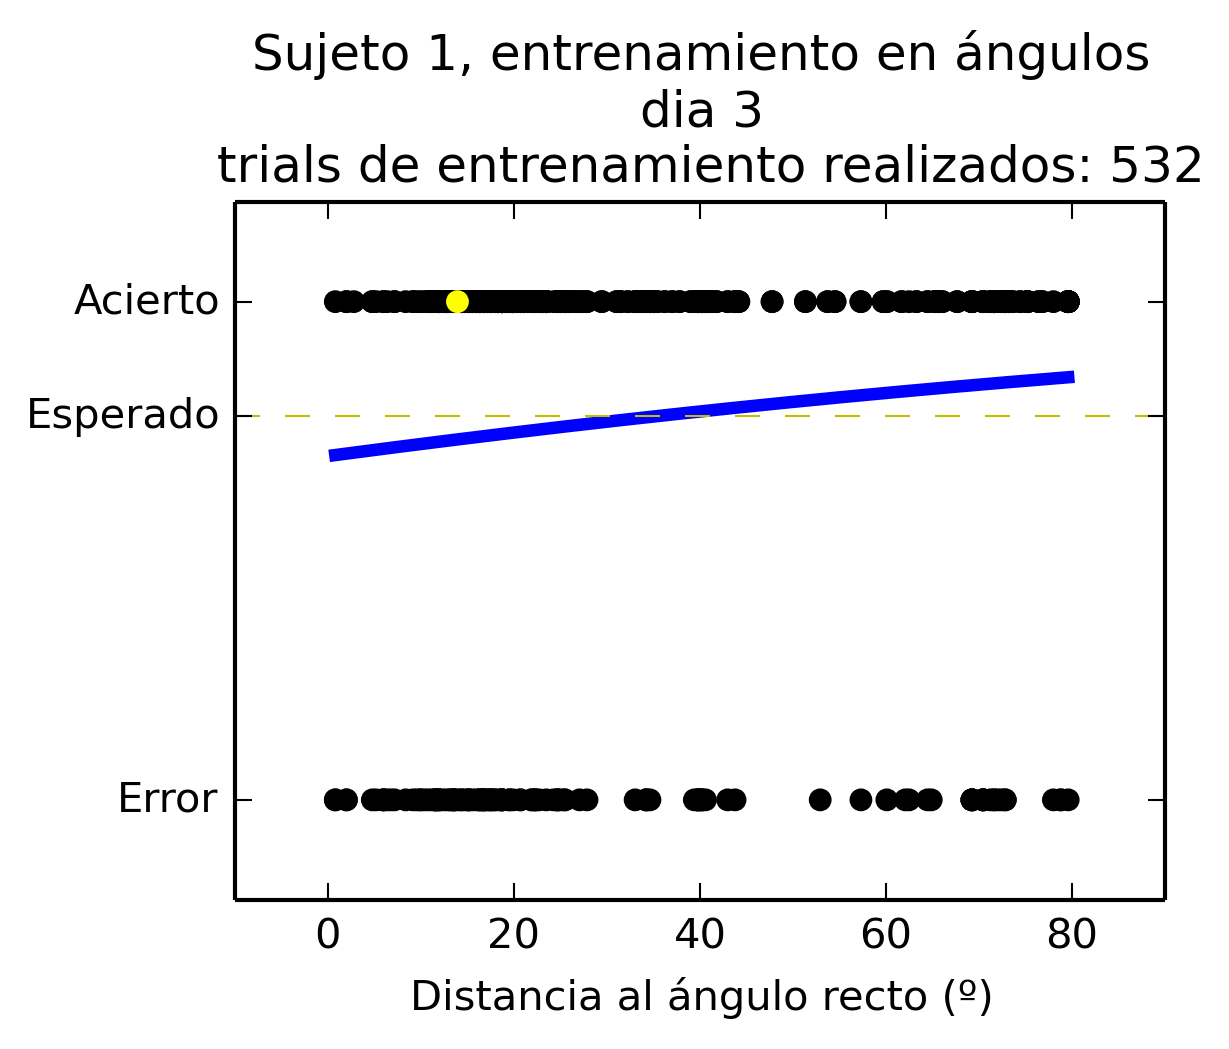 Sujeto 1, entrenamiento en ángulos
dia 3
trials de entrenamiento realizados: 532
Acierto
Esperado
Error
0 20 40 60 80
Distancia al ángulo recto (º)